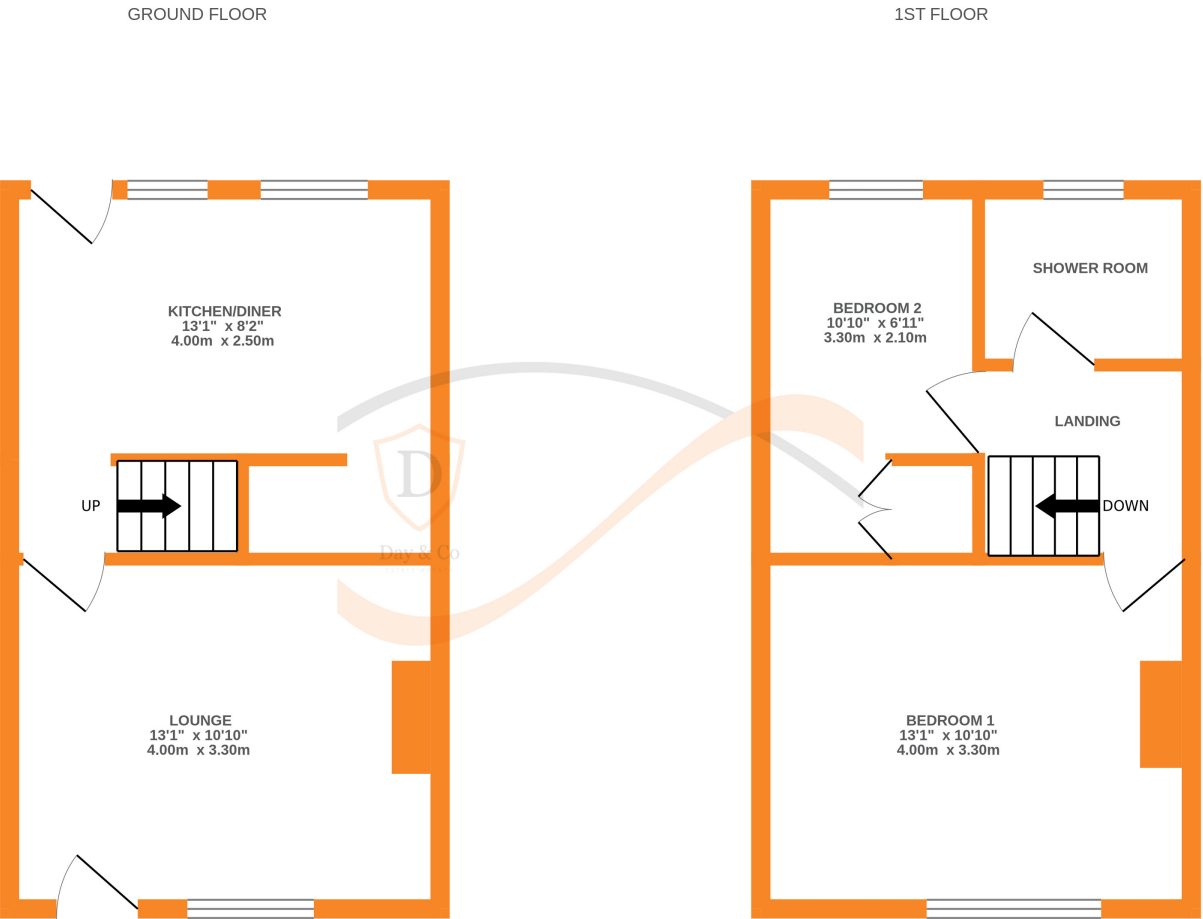 GROUND FLOOR
1ST FLOOR
KITCHEN/DINER
13'1" x 8'2"
4.00m x 2.50m
UP
LOUNGE
13'1" x 10'10"
4.00m x 3.30m
SHOWER ROOM
BEDROOM 2
10'10" x 6'11"
3.30m x 2.10m
LANDING
DOWN
BEDROOM 1
13'1" x 10'10"
4.00m x 3.30m
D
Day & Co